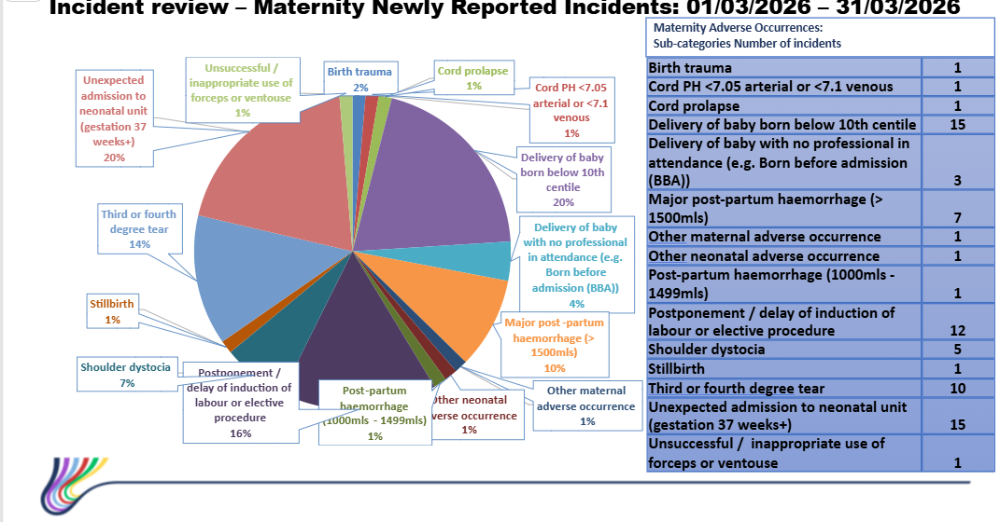 Incident review – Maternity Newly Reported Incidents: 01/03/2026 – 31/03/2026
Unexpected
admission to
neonatal unit
(gestation 37
weeks+)
20%
Unsuccessful /
inappropriate use of
forceps or ventouse
1%
Birth trauma
2%
Cord prolapse
1%
Cord PH <7.05
arterial or <7.1
venous
1%
Delivery of baby
born below 10th
centile
20%
Delivery of baby
with no professional
in attendance (e.g.
Born before
admission (BBA))
4%
Major post-partum
haemorrhage (>
1500mls)
10%
Other maternal
adverse occurrence
1%
Other neonatal
verse occurrence
1%
Post-partum
haemorrhage
(1000mls - 1499mls)
1%
Postponement /
delay of induction of
labour or elective
procedure
16%
Shoulder dystocia
7%
Stillbirth
1%
Third or fourth
degree tear
14%
Maternity Adverse Occurrences:
Sub-categories Number of incidents
Birth trauma 1
Cord PH <7.05 arterial or <7.1 venous 1
Cord prolapse 1
Delivery of baby born below 10th centile 15
Delivery of baby with no professional in
attendance (e.g. Born before admission
(BBA)) 3
Major post-partum haemorrhage (>
1500mls) 7
Other maternal adverse occurrence 1
Other neonatal adverse occurrence 1
Post-partum haemorrhage (1000mls -
1499mls) 1
Postponement / delay of induction of
labour or elective procedure 12
Shoulder dystocia 5
Stillbirth 1
Third or fourth degree tear 10
Unexpected admission to neonatal unit
(gestation 37 weeks+) 15
Unsuccessful / inappropriate use of
forceps or ventouse 1